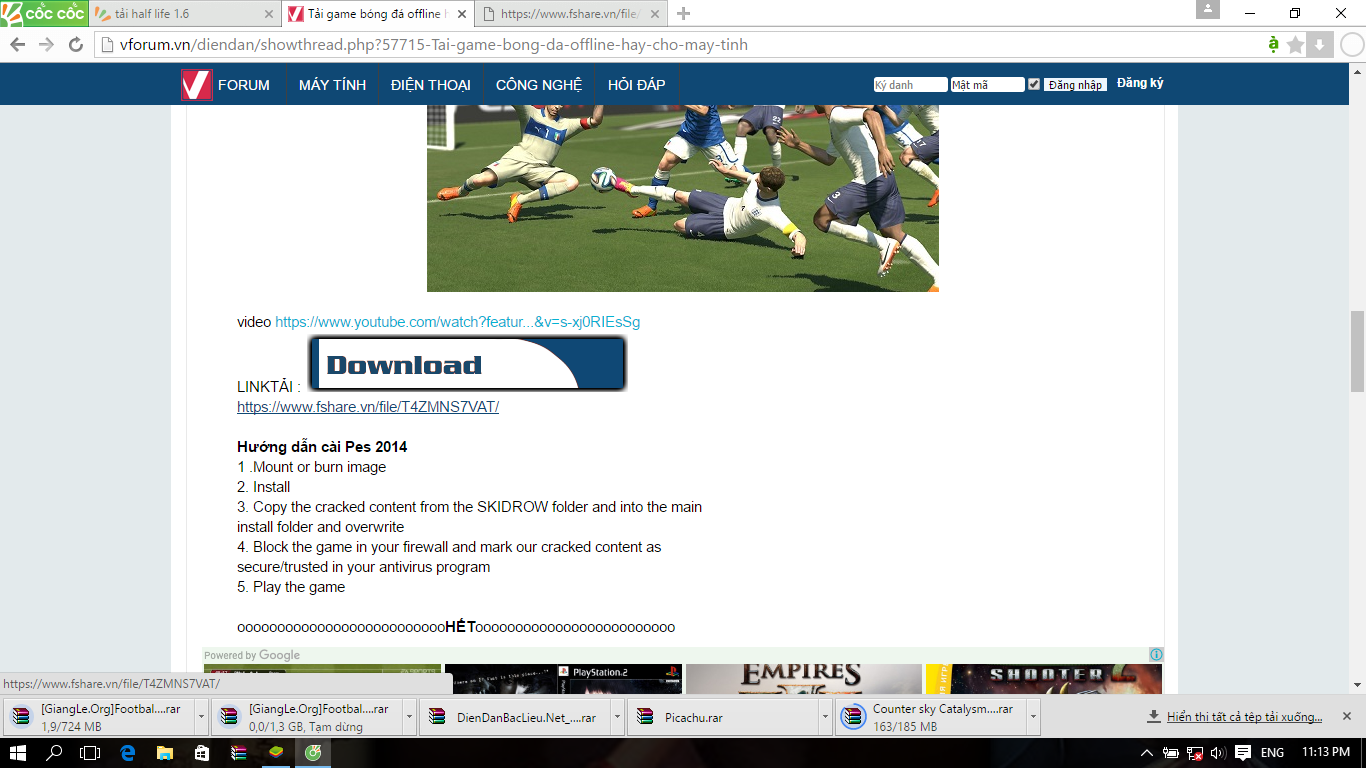 cốc cốc
tải half life 1.6
Tải game bóng đá offline h
https://www.fshare.vn/file/
vforum.vn/diendan/showthread.php?57715-Tai-game-bong-da-offline-hay-cho-may-tinh
FORUM
MÁY TÍNH
ĐIỆN THOẠI
CÔNG NGHỆ
HỎI ĐÁP
Ký danh
Mật mã
Đăng nhập
Đăng ký
video https://www.youtube.com/watch?featur...&v=s-xj0RIEsSg
Download
LINKTẢI :
https://www.fshare.vn/file/T4ZMNS7VAT/
Hướng dẫn cài Pes 2014
1 .Mount or burn image
2. Install
3. Copy the cracked content from the SKIDROW folder and into the main
install folder and overwrite
4. Block the game in your firewall and mark our cracked content as
secure/trusted in your antivirus program
5. Play the game
ooooooooooooooooooooooooooHẾTooooooooooooooooooooooooo
Powered by Google
PlayStation.2
EMPIRES
SHOOTER
https://www.fshare.vn/file/T4ZMNS7VAT/
[GiangLe.Org]Footbal....rar
1,9/724 MB
[GiangLe.Org]Footbal....rar
0,0/1,3 GB, Tạm dừng
DienDanBacLieu.Net_....rar
Picachu.rar
Counter sky Catalysm....rar
163/185 MB
Hiển thị tất cả tệp tải xuống...
ENG
11:13 PM